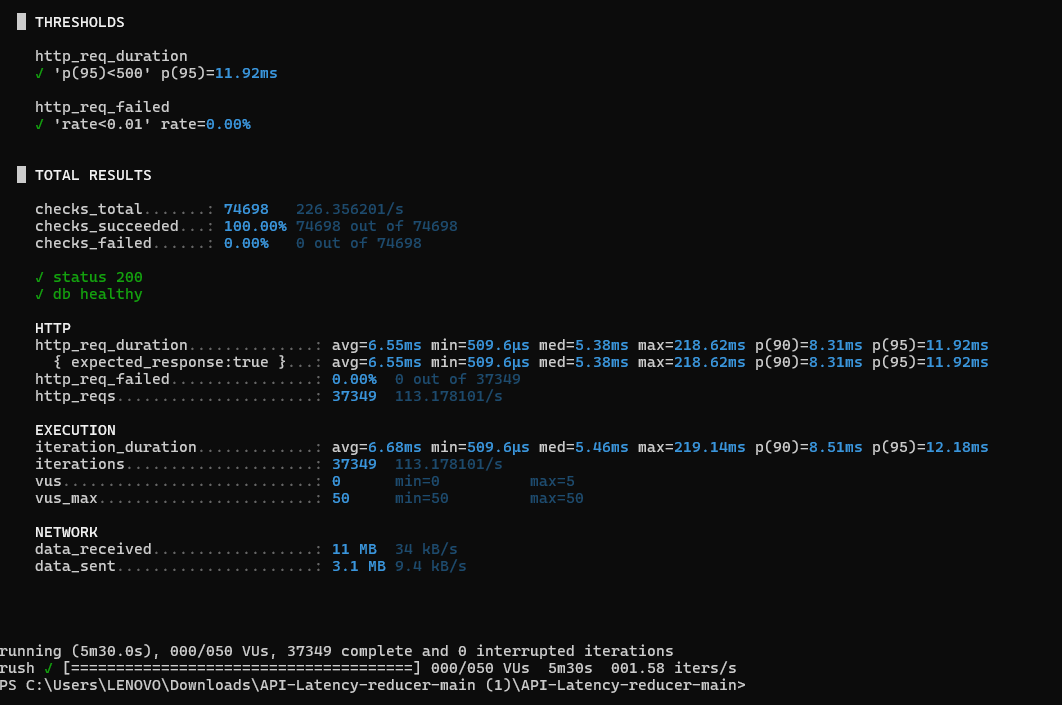 THRESHOLDS
http_req_duration
✓ 'p(95)<500' p(95)=11.92ms
http_req_failed
✓ 'rate<0.01' rate=0.00%
TOTAL RESULTS
checks_total.......: 74698 226.356201/s
checks_succeeded...: 100.00% 74698 out of 74698
checks_failed......: 0.00% 0 out of 74698
✓ status 200
✓ db healthy
HTTP
http_req_duration..............: avg=6.55ms min=509.6µs med=5.38ms max=218.62ms p(90)=8.31ms p(95)=11.92ms
{ expected_response:true }...: avg=6.55ms min=509.6µs med=5.38ms max=218.62ms p(90)=8.31ms p(95)=11.92ms
http_req_failed................: 0.00% 0 out of 37349
http_reqs......................: 37349 113.178101/s
EXECUTION
iteration_duration.............: avg=6.68ms min=509.6µs med=5.46ms max=219.14ms p(90)=8.51ms p(95)=12.18ms
iterations.....................: 37349 113.178101/s
vus............................: 0 min=0 max=5
vus_max........................: 50 min=50 max=50
NETWORK
data_received..................: 11 MB 34 kB/s
data_sent......................: 3.1 MB 9.4 kB/s
running (5m30.0s), 000/050 VUs, 37349 complete and 0 interrupted iterations
rush ✓ [======================================] 000/050 VUs 5m30s 001.58 iters/s
PS C:\Users\LENOVO\Downloads\API-Latency-reducer-main (1)\API-Latency-reducer-main>